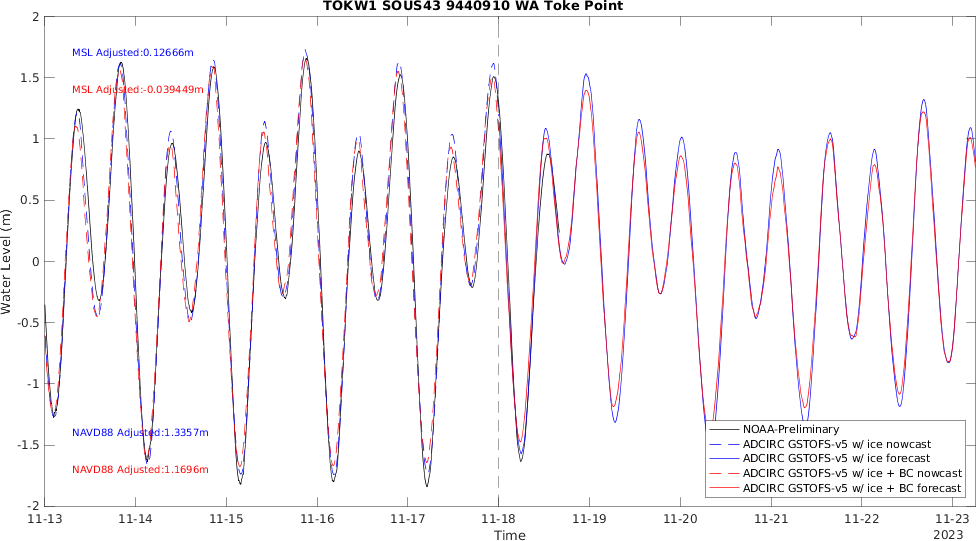 TOKW1 SOUS43 9440910 WA Toke Point
2
1.5
1
0.5
0
-0.5
-1
-1.5
-2
Water Level (m)
MSL Adjusted:0.12666m
MSL Adjusted:-0.039449m
NAVD88 Adjusted:1.3357m
NAVD88 Adjusted:1.1696m
NOAA-Preliminary
ADCIRC GSTOFS-v5 w/ ice nowcast
ADCIRC GSTOFS-v5 w/ ice forecast
ADCIRC GSTOFS-v5 w/ ice + BC nowcast
ADCIRC GSTOFS-v5 w/ ice + BC forecast
11-13 11-14 11-15 11-16 11-17 11-18 11-19 11-20 11-21 11-22 11-23
Time
2023